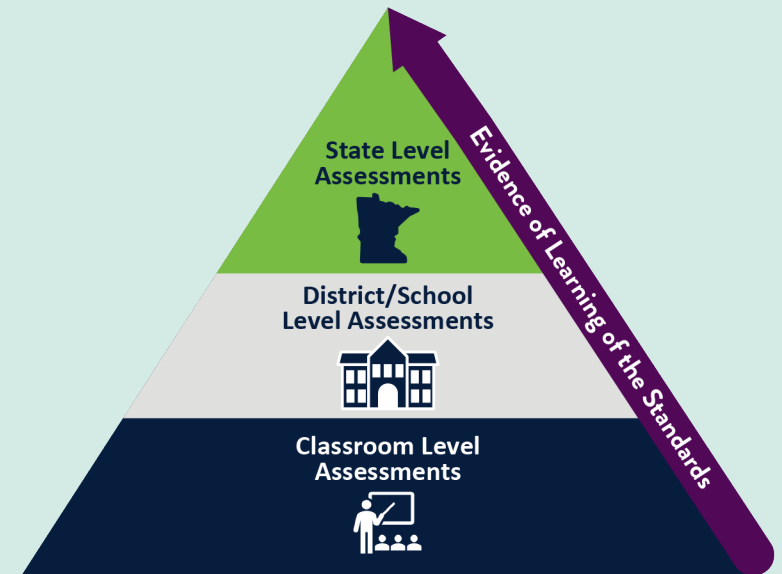 State Level
Assessments
District/School
Level Assessments
Classroom Level
Assessments
Evidence of Learning of the Standards